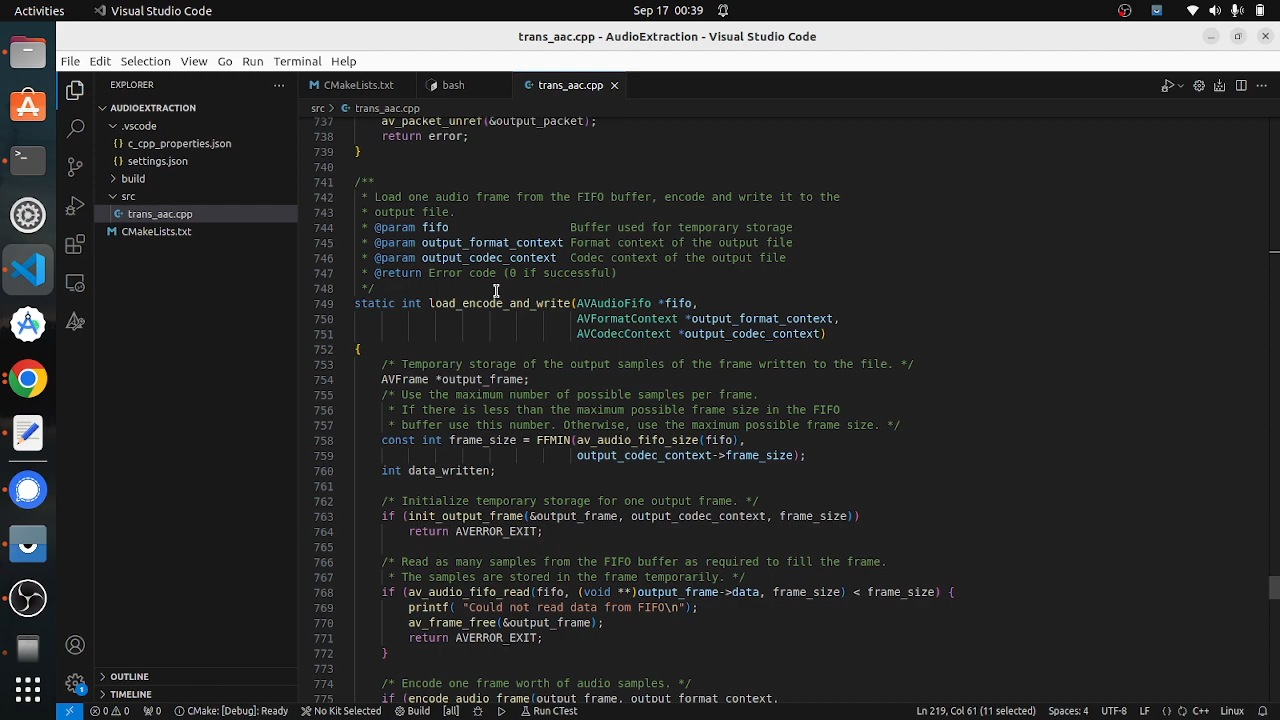 Activities
Visual Studio Code
Sep 17 00:39
trans_aac.cpp - AudioExtraction - Visual Studio Code
File Edit Selection View Go Run Terminal Help
EXPLORER
CMakeLists.txt
bash
trans_aac.cpp
AUDIOEXTRACTION
src > trans_aac.cpp
.vscode
c_cpp_properties.json
settings.json
build
src
trans_aac.cpp
CMakeLists.txt
OUTLINE
TIMELINE
737 av_packet_unref(&output_packet);
738 return error;
739 }
740
741 /**
742 * Load one audio frame from the FIFO buffer, encode and write it to the
743 * output file.
744 * @param fifo Buffer used for temporary storage
745 * @param output_format_context Format context of the output file
746 * @param output_codec_context Codec context of the output file
747 * @return Error code (0 if successful)
748 */
749 static int load_encode_and_write(AVAudioFifo *fifo,
750 AVFormatContext *output_format_context,
751 AVCodecContext *output_codec_context)
752 {
753 /* Temporary storage of the output samples of the frame written to the file. */
754 AVFrame *output_frame;
755 /* Use the maximum number of possible samples per frame.
756 * If there is less than the maximum possible frame size in the FIFO
757 * buffer use this number. Otherwise, use the maximum possible frame size. */
758 const int frame_size = FFMIN(av_audio_fifo_size(fifo),
759 output_codec_context->frame_size);
760 int data_written;
761
762 /* Initialize temporary storage for one output frame. */
763 if (init_output_frame(&output_frame, output_codec_context, frame_size))
764 return AVERROR_EXIT;
765
766 /* Read as many samples from the FIFO buffer as required to fill the frame.
767 * The samples are stored in the frame temporarily. */
768 if (av_audio_fifo_read(fifo, (void **)output_frame->data, frame_size) < frame_size) {
769 printf( "Could not read data from FIFO\n");
770 av_frame_free(&output_frame);
771 return AVERROR_EXIT;
772 }
773
774 /* Encode one frame worth of audio samples. */
775 if (encode_audio_frame(output_frame, output_format_context,
1
0 0 0 CMake: [Debug]: Ready No Kit Selected Build [all] Run CTest Ln 219, Col 61 (11 selected) Spaces: 4 UTF-8 LF C++ Linux